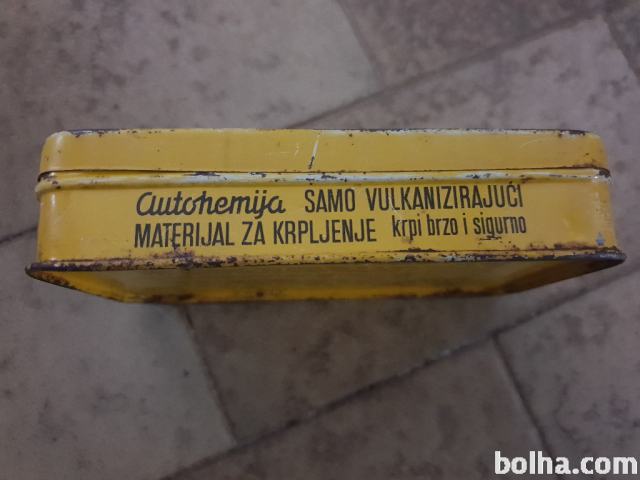 autohemija SAMO VULKANIZIRAJUĆI
MATERIJAL ZA KRPLJENJE krpi brzo i sigurno
bolha.com